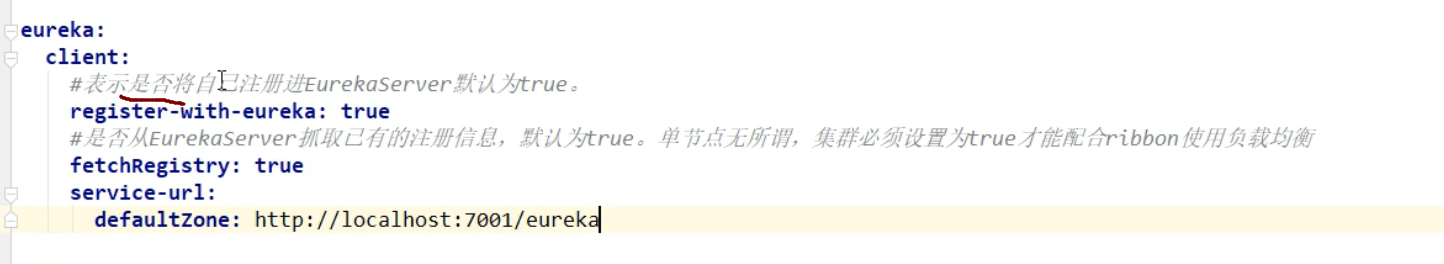 eureka:
client:
#表示是否将自己注册进EurekaServer默认为true。
register-with-eureka: true
#是否从EurekaServer抓取已有的注册信息，默认为true。单节点无所谓，集群必须设置为true才能配合ribbon使用负载均衡
fetchRegistry: true
service-url:
defaultZone: http://localhost:7001/eureka